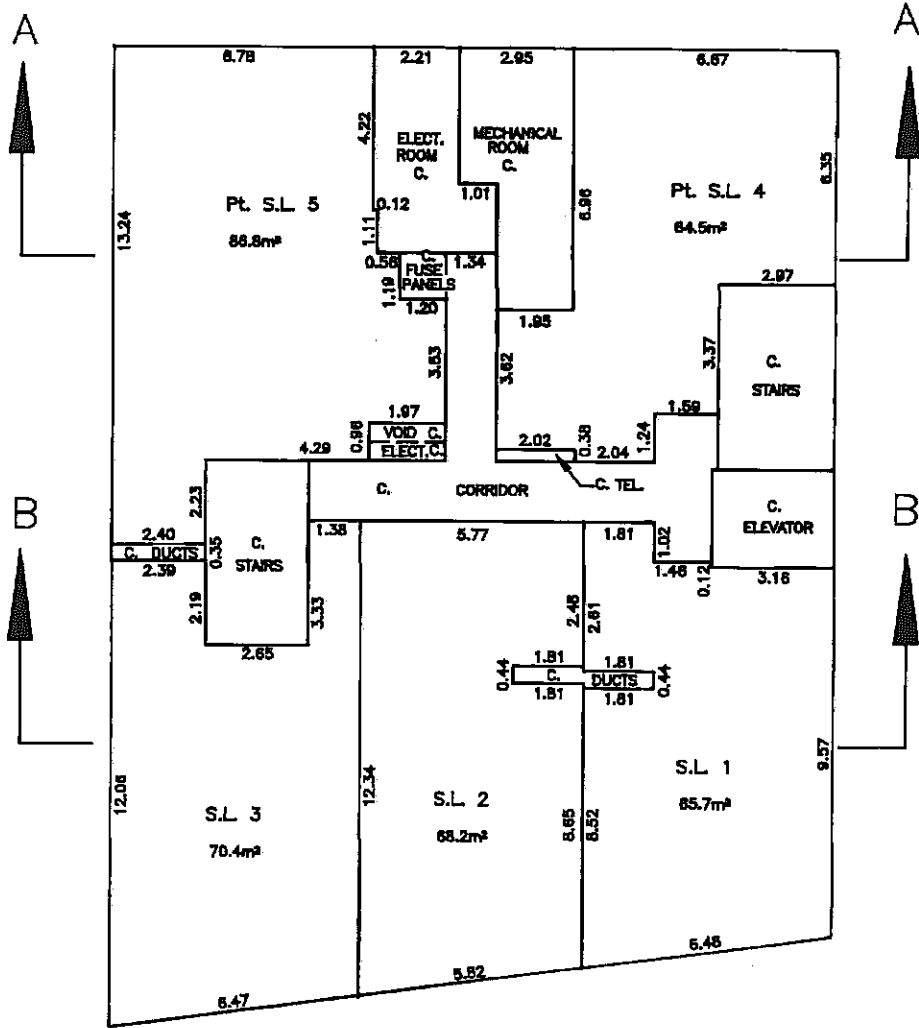 A
A
6.78
2.21
2.95
6.67
4.22
ELECT.
ROOM
C.
MECHANICAL
ROOM
C.
6.35
1.01
0.12
6.96
Pt. S.L. 5
86.8m²
Pt. S.L. 4
64.5m²
13.24
1.11
0.56
C.
1.34
FUSE
PANELS
1.19
1.20
2.97
1.95
3.53
3.62
3.37
C.
STAIRS
1.59
1.97
VOID C.
ELECT. C.
0.96
4.29
2.02
0.38
2.04
1.24
C. TEL.
C. CORRIDOR
B
B
2.23
C.
ELEVATOR
1.38
5.77
1.81
1.02
1.46
0.12
3.16
2.40
C. DUCTS
2.39
0.35
C.
STAIRS
2.19
3.33
2.65
2.48
2.61
1.81
1.81
0.44
C. DUCTS
0.44
1.81
1.81
9.57
12.06
12.34
S.L. 1
65.7m²
S.L. 2
68.2m²
S.L. 3
70.4m²
8.65
8.52
6.48
5.82
6.47